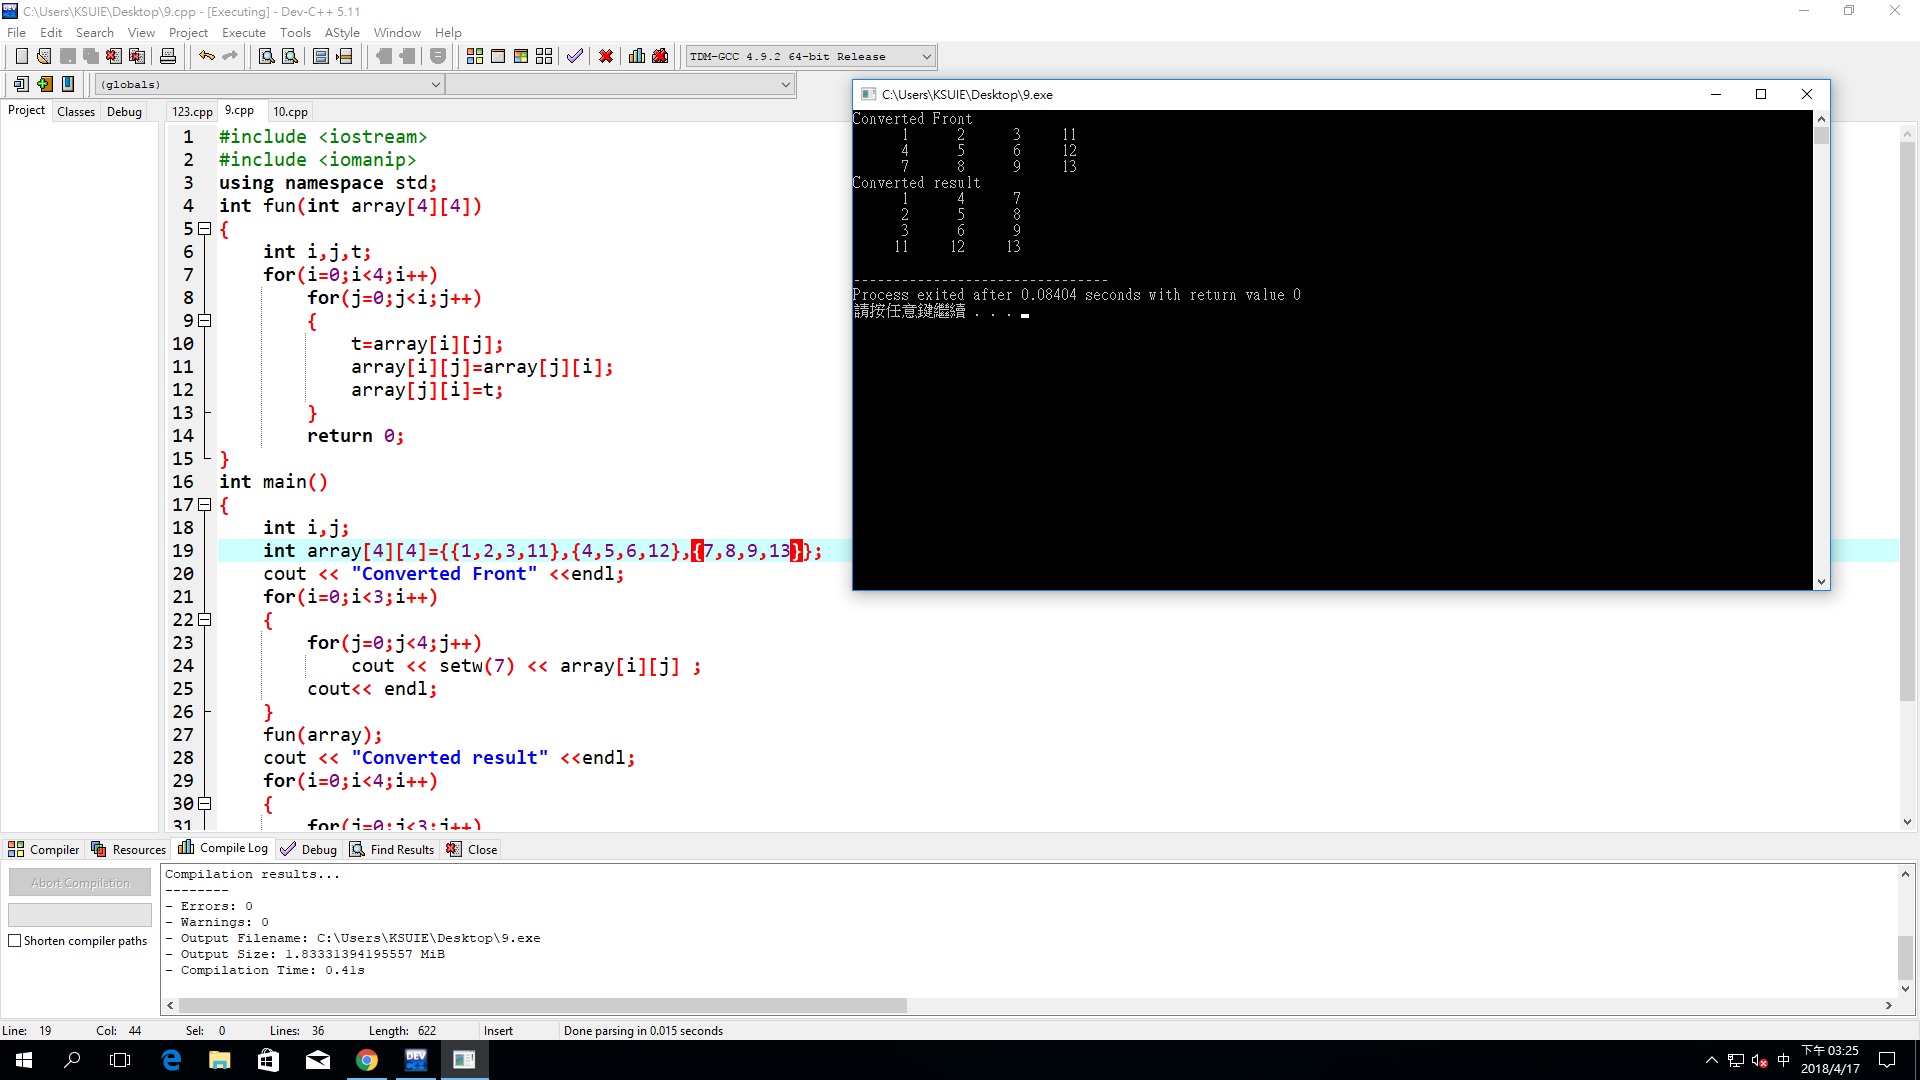 C:\Users\KSUIE\Desktop\9.cpp - [Executing] - Dev-C++ 5.11
File Edit Search View Project Execute Tools AStyle Window Help
TDM-GCC 4.9.2 64-bit Release
(globals)
Project Classes Debug
123.cpp 9.cpp 10.cpp
1 #include <iostream>
2 #include <iomanip>
3 using namespace std;
4 int fun(int array[4][4])
5 {
6 int i,j,t;
7 for(i=0;i<4;i++)
8 for(j=0;j<i;j++)
9 {
10 t=array[i][j];
11 array[i][j]=array[j][i];
12 array[j][i]=t;
13 }
14 return 0;
15 }
16 int main()
17 {
18 int i,j;
19 int array[4][4]={{1,2,3,11},{4,5,6,12},{7,8,9,13}};
20 cout << "Converted Front" <<endl;
21 for(i=0;i<3;i++)
22 {
23 for(j=0;j<4;j++)
24 cout << setw(7) << array[i][j] ;
25 cout<< endl;
26 }
27 fun(array);
28 cout << "Converted result" <<endl;
29 for(i=0;i<4;i++)
30 {
31 for(j=0;j<3;j++)
C:\Users\KSUIE\Desktop\9.exe
Converted Front
1 2 3 11
4 5 6 12
7 8 9 13
Converted result
1 4 7
2 5 8
3 6 9
11 12 13
--------------------------------
Process exited after 0.08404 seconds with return value 0
請按任意鍵繼續 . . .
Compiler Resources Compile Log Debug Find Results Close
Abort Compilation
Shorten compiler paths
Compilation results...
--------
- Errors: 0
- Warnings: 0
- Output Filename: C:\Users\KSUIE\Desktop\9.exe
- Output Size: 1.83331394195557 MiB
- Compilation Time: 0.41s
Line: 19 Col: 44 Sel: 0 Lines: 36 Length: 622 Insert Done parsing in 0.015 seconds
DEV
中
下午 03:25
2018/4/17